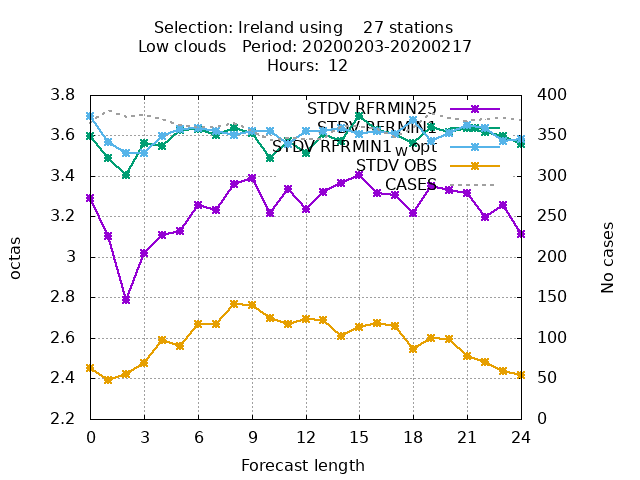 Selection: Ireland using 27 stations
Low clouds Period: 20200203-20200217
Hours: 12
STDV RFRMIN25
STDV RFRMIN1
STDV RFRMIN1 w opt
STDV OBS
CASES
3.8
3.6
3.4
3.2
3
2.8
2.6
2.4
2.2
400
350
300
250
200
150
100
50
0
octas
No cases
0 3 6 9 12 15 18 21 24
Forecast length